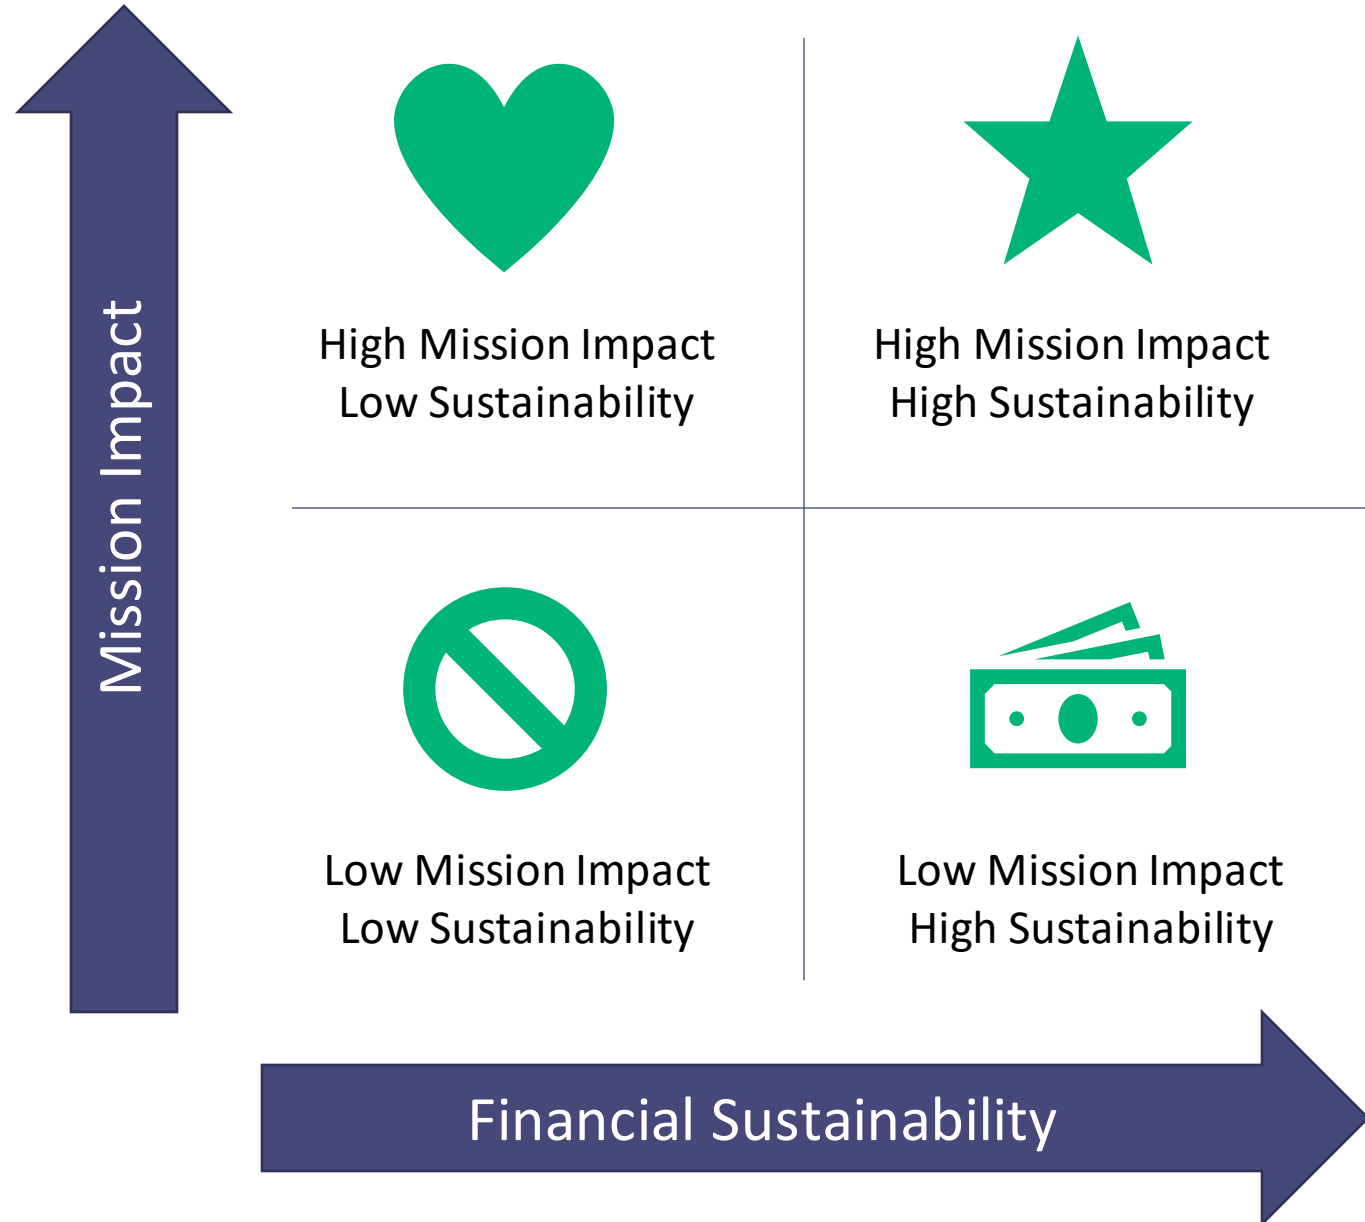 Mission Impact
High Mission Impact
Low Sustainability
High Mission Impact
High Sustainability
Low Mission Impact
Low Sustainability
Low Mission Impact
High Sustainability
Financial Sustainability